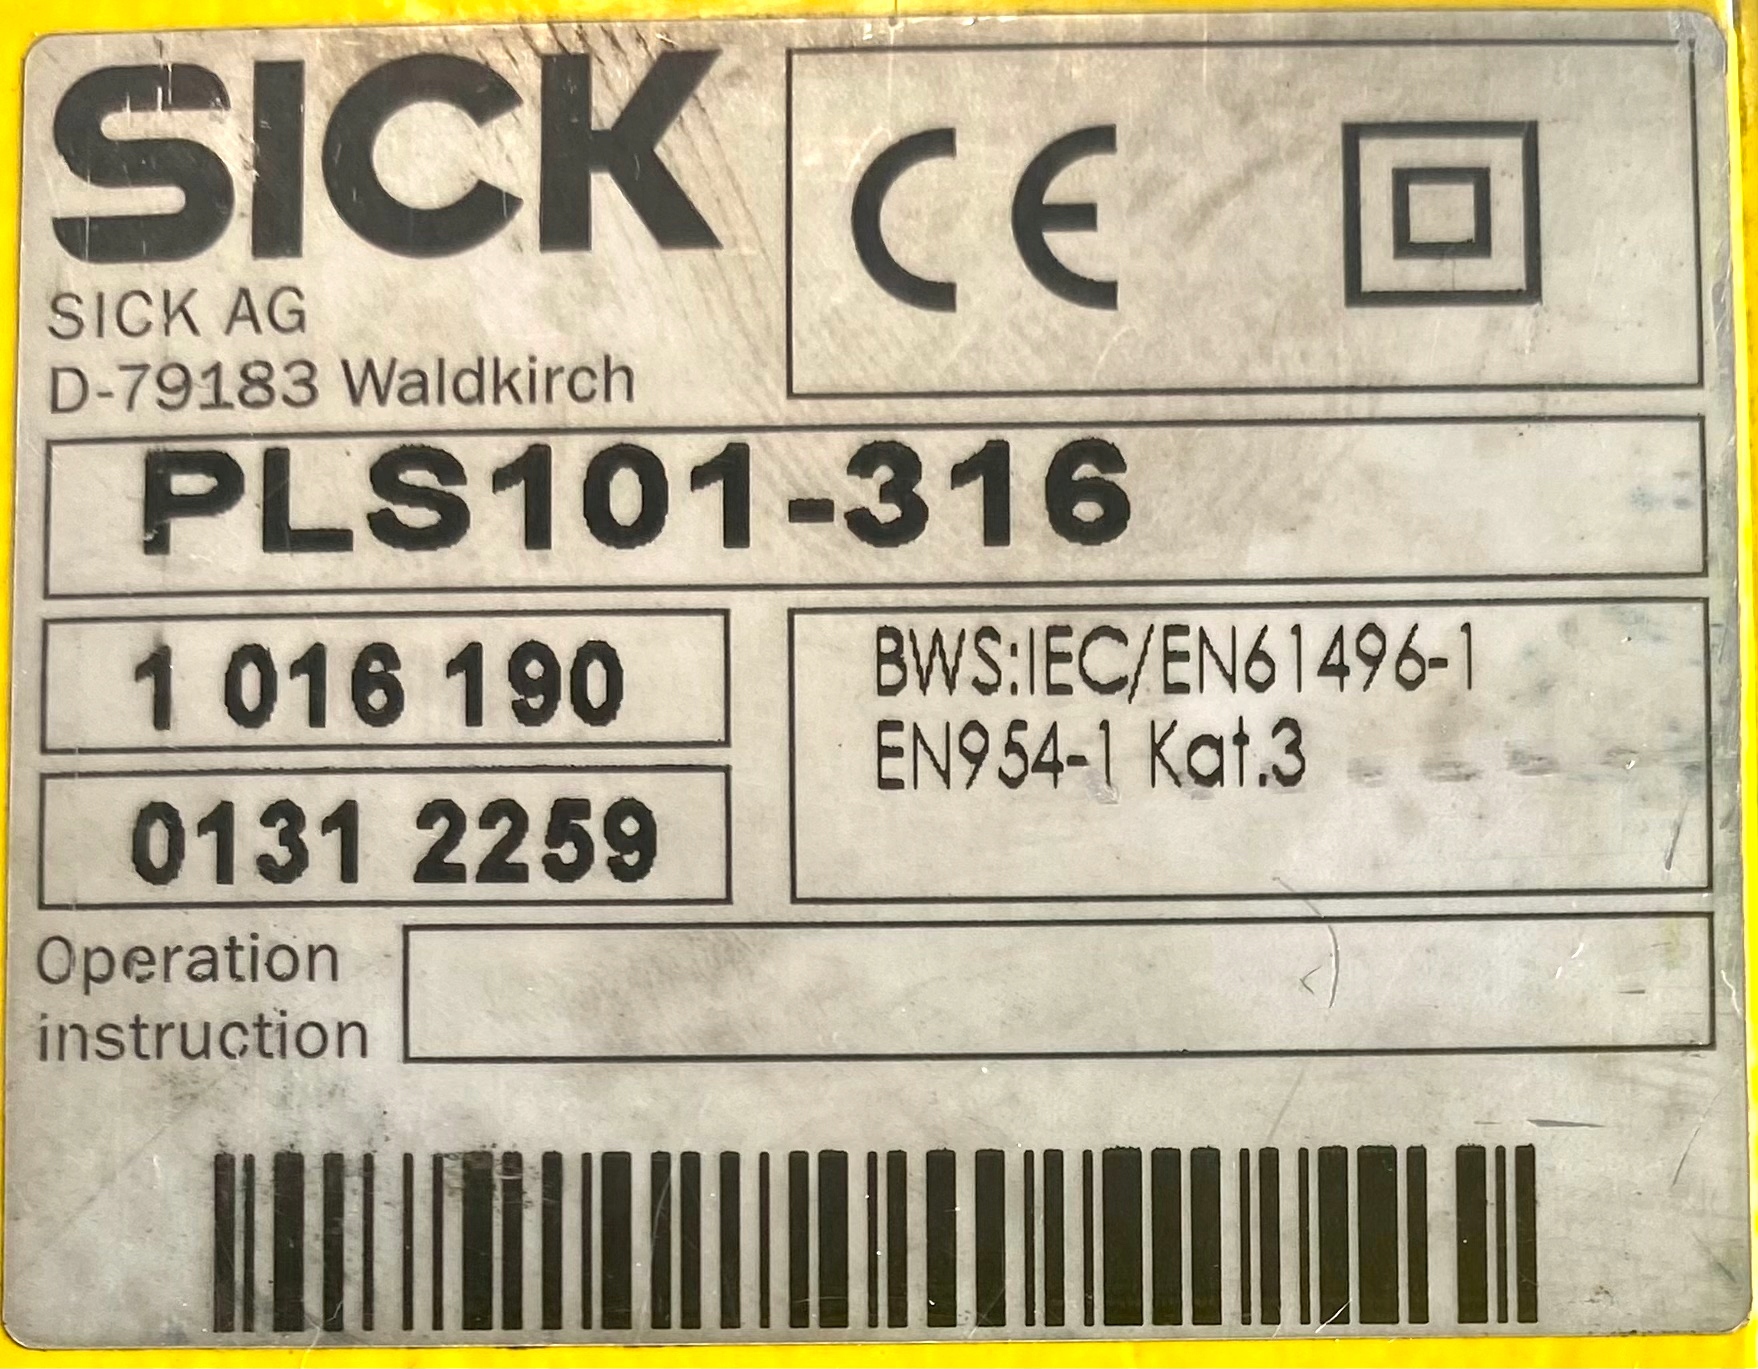 SICK
CE
SICK AG
D-79183 Waldkirch
PLS101-316
1 016 190
BWS:IEC/EN61496-1
EN954-1 Kat.3
0131 2259
Operation
instruction